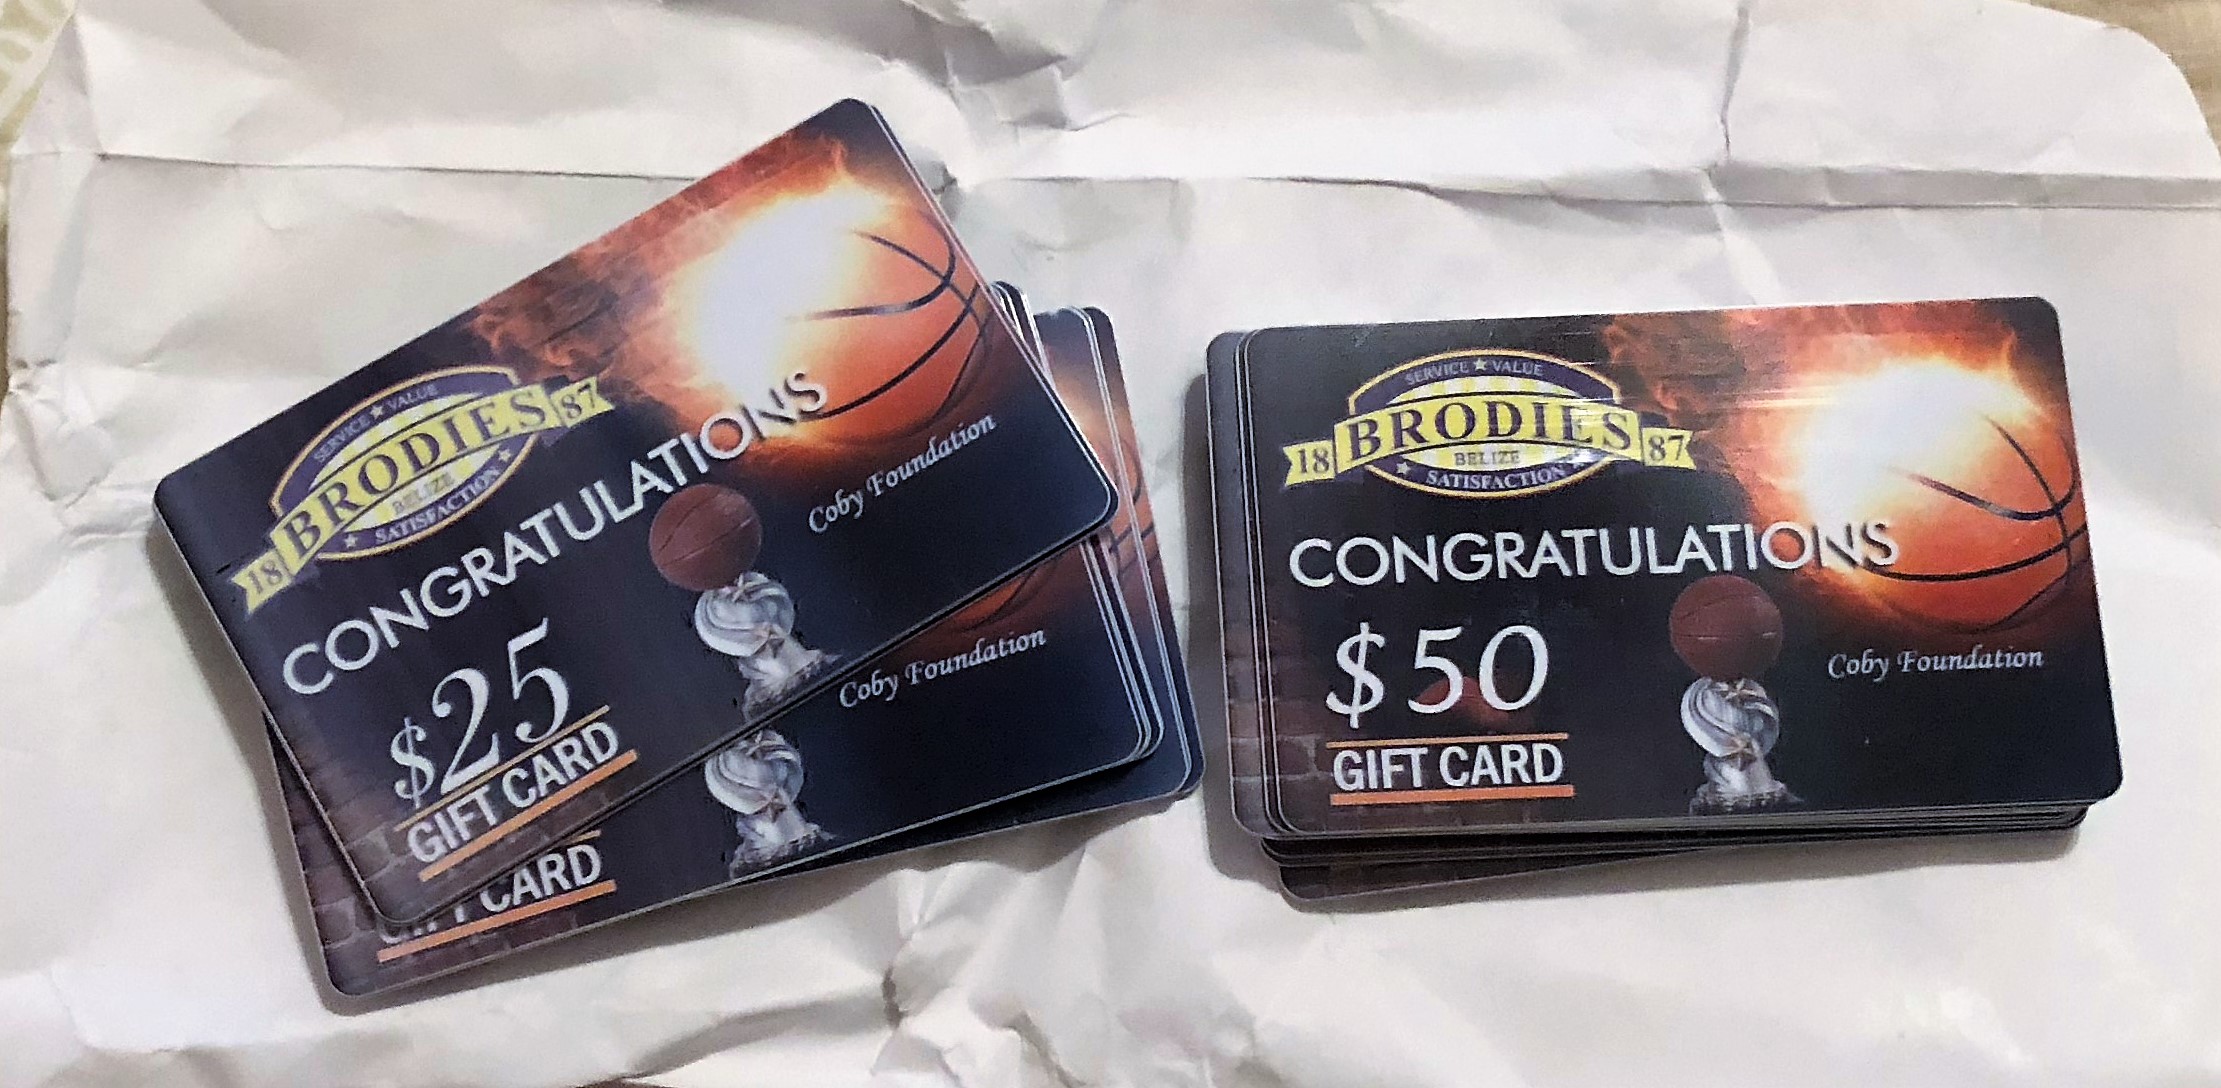 SERVICE ★ VALUE
18 BRODIES 87
BELIZE
★ SATISFACTION ★
CONGRATULATIONS
$25
GIFT CARD
Coby Foundation
Coby Foundation
CARD
SERVICE ★ VALUE
18 BRODIES 87
BELIZE
★ SATISFACTION ★
CONGRATULATIONS
$50
GIFT CARD
Coby Foundation